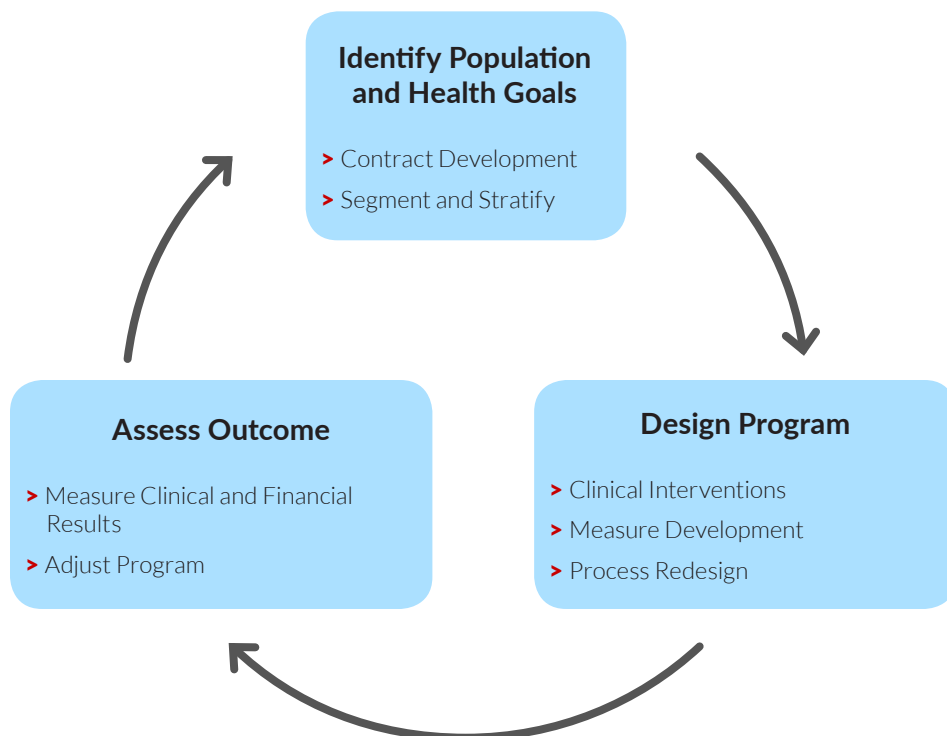 Identify Population
and Health Goals
> Contract Development
> Segment and Stratify
Assess Outcome
> Measure Clinical and Financial
Results
> Adjust Program
Design Program
> Clinical Interventions
> Measure Development
> Process Redesign